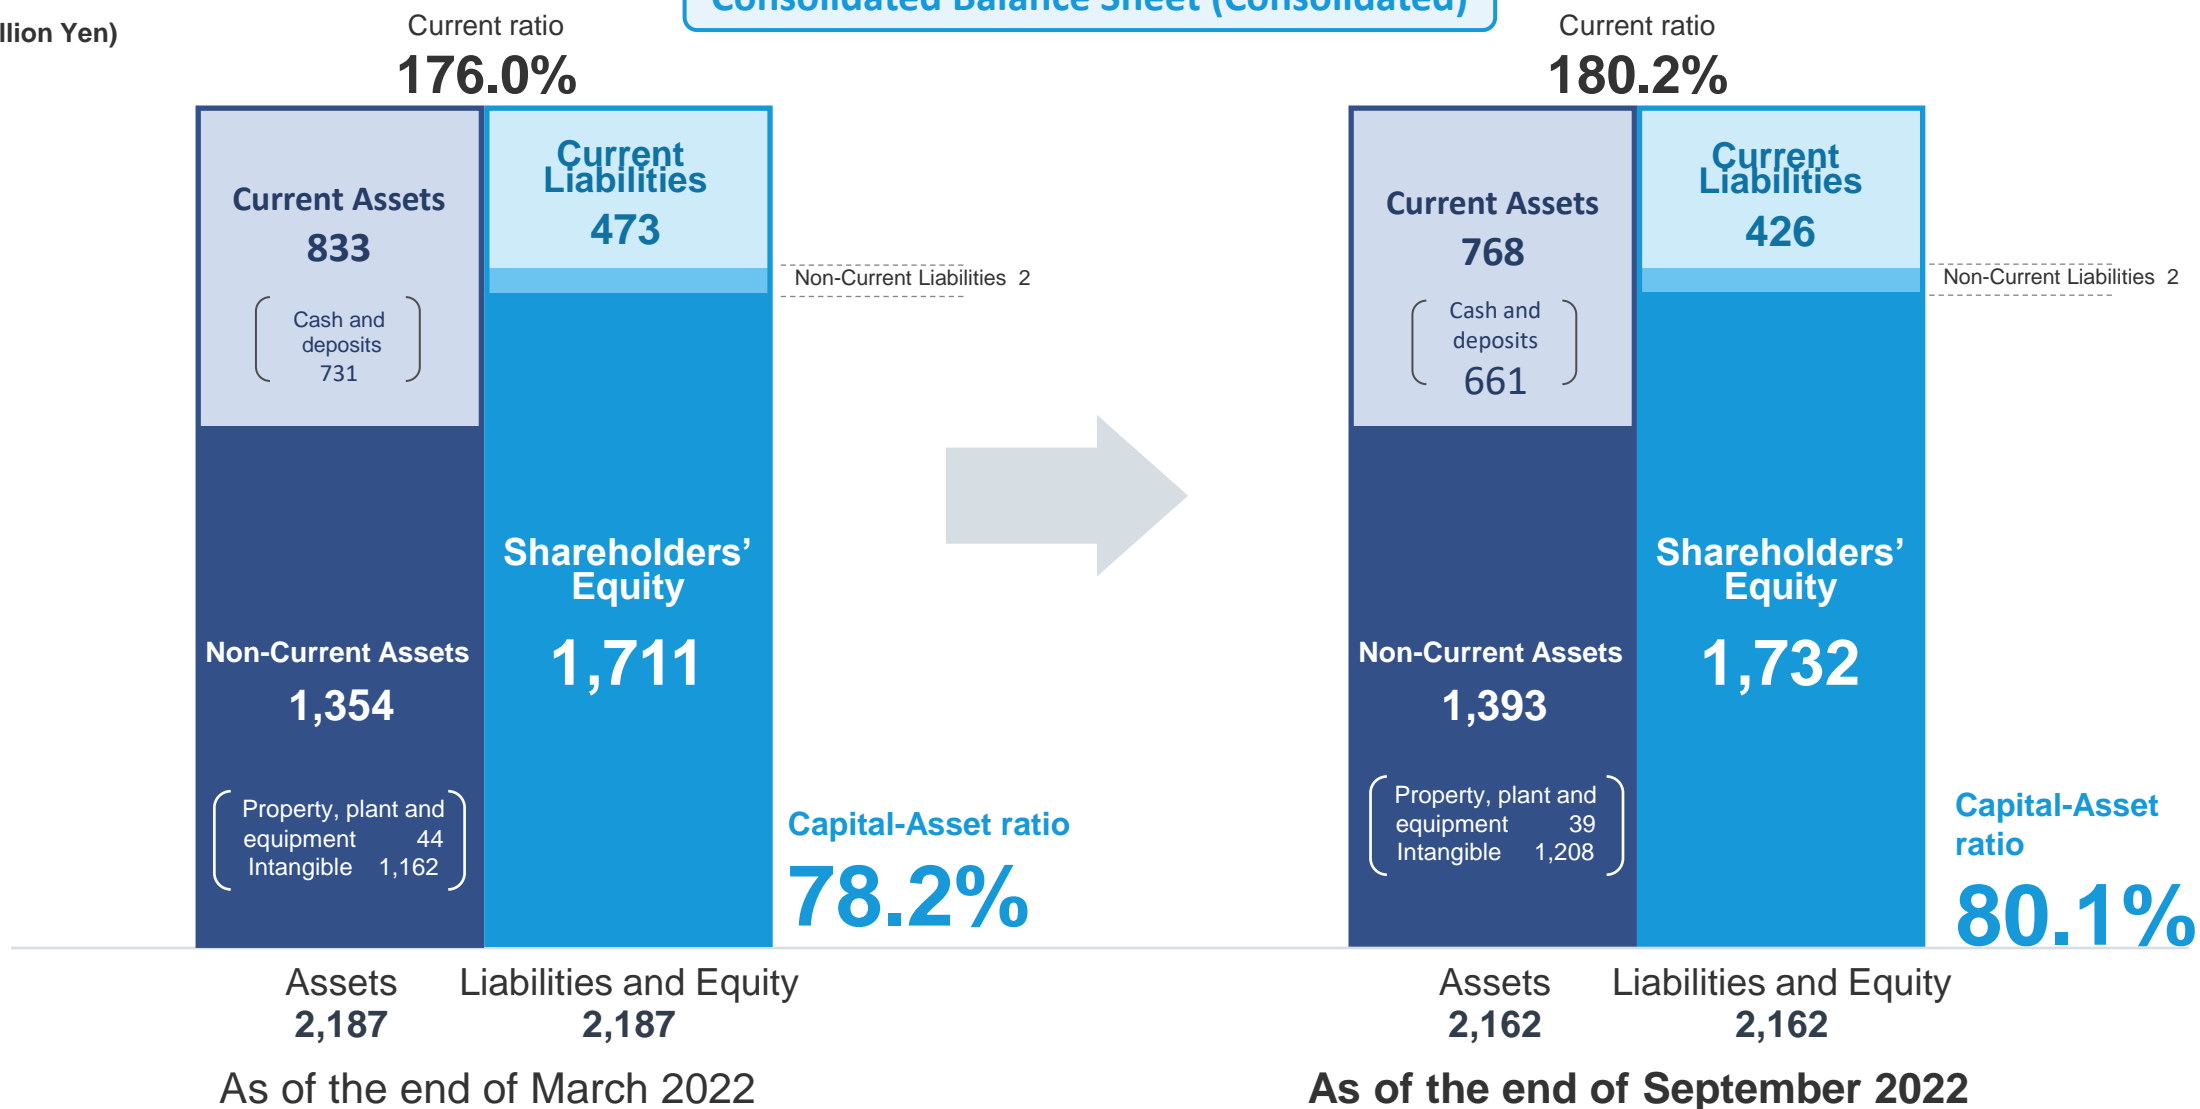 Consolidated Balance Sheet (Consolidated)
llion Yen)
Current ratio
176.0%
Current Assets
833
Cash and
deposits
731
Current
Liabilities
473
Non-Current Liabilities 2
Non-Current Assets
1,354
Property, plant and
equipment 44
Intangible 1,162
Shareholders’
Equity
1,711
Capital-Asset ratio
78.2%
Assets
2,187
Liabilities and Equity
2,187
As of the end of March 2022
Current ratio
180.2%
Current Assets
768
Cash and
deposits
661
Current
Liabilities
426
Non-Current Liabilities 2
Non-Current Assets
1,393
Property, plant and
equipment 39
Intangible 1,208
Shareholders’
Equity
1,732
Capital-Asset
ratio
80.1%
Assets
2,162
Liabilities and Equity
2,162
As of the end of September 2022